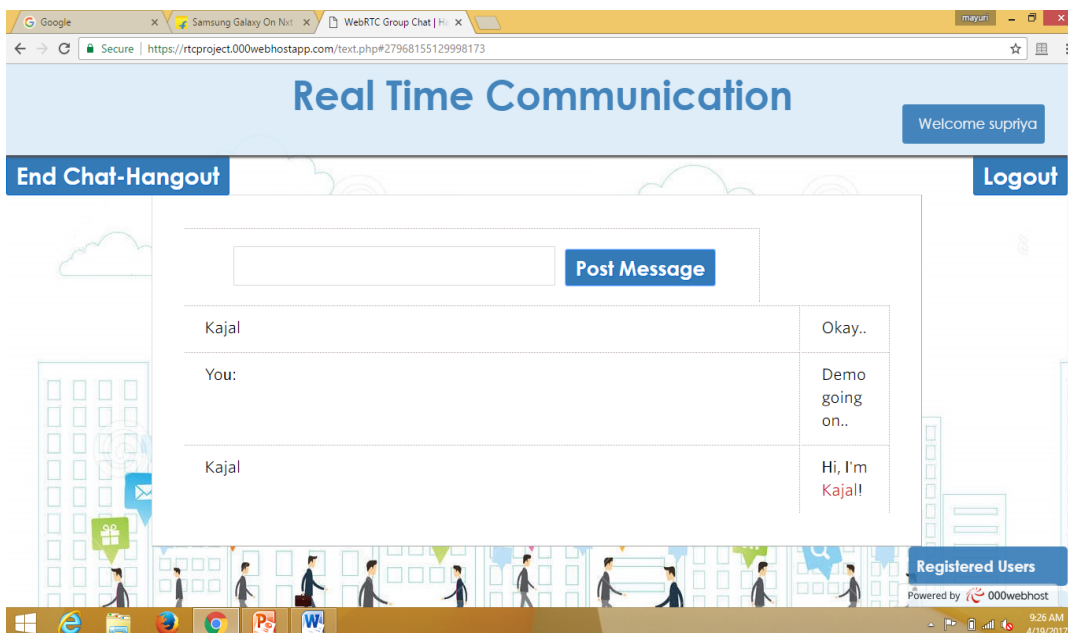 Google
Samsung Galaxy On Nxt
WebRTC Group Chat | Ha
mayuri
Secure
https://rtcproject.000webhostapp.com/text.php#27968155129998173
Real Time Communication
Welcome supriya
End Chat-Hangout
Logout
Post Message
Kajal
Okay..
You:
Demo
going
on..
Kajal
Hi, I'm
Kajal!
Registered Users
Powered by 000webhost
9:26 AM
4/19/2017